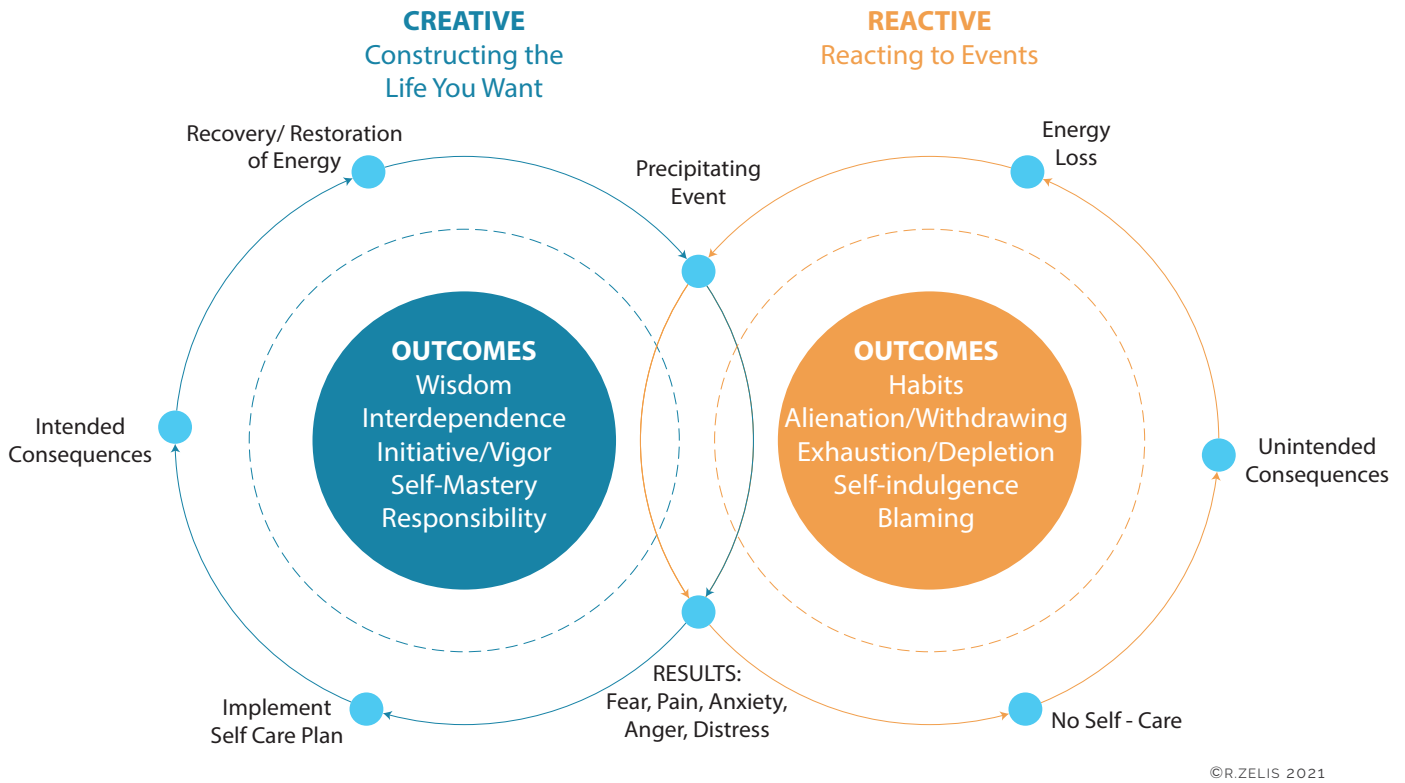 CREATIVE
Constructing the
Life You Want
REACTIVE
Reacting to Events
Recovery/ Restoration
of Energy
Precipitating
Event
Energy
Loss
OUTCOMES
Wisdom
Interdependence
Initiative/Vigor
Self-Mastery
Responsibility
OUTCOMES
Habits
Alienation/Withdrawing
Exhaustion/Depletion
Self-indulgence
Blaming
Intended
Consequences
Unintended
Consequences
Implement
Self Care Plan
RESULTS:
Fear, Pain, Anxiety,
Anger, Distress
No Self - Care
©R.ZELIS 2021